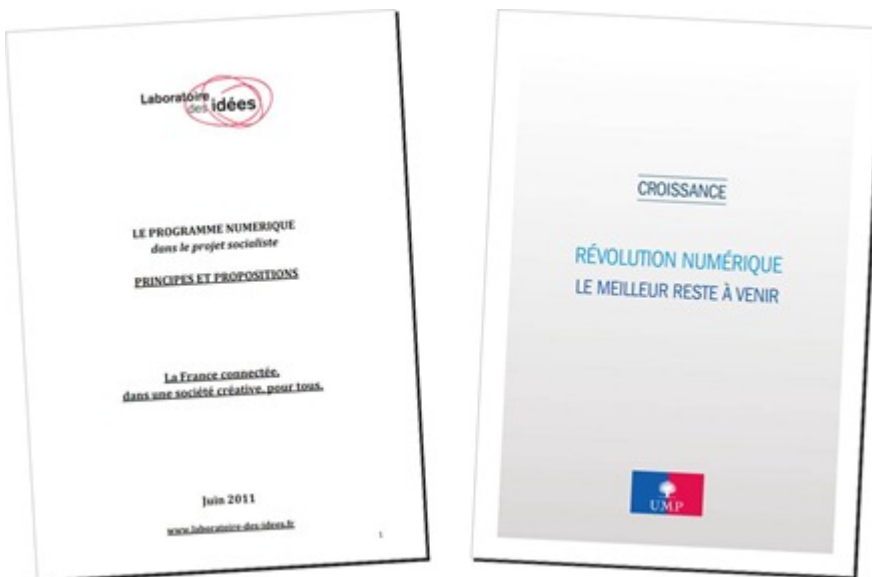 Laboratoire
des idées
LE PROGRAMME NUMERIQUE
dans le projet socialiste
PRINCIPES ET PROPOSITIONS
La France connectée,
dans une société créative, pour tous.
Juin 2011
www.laboratoire-des-idees.fr
1
CROISSANCE
RÉVOLUTION NUMÉRIQUE
LE MEILLEUR RESTE À VENIR
UMP